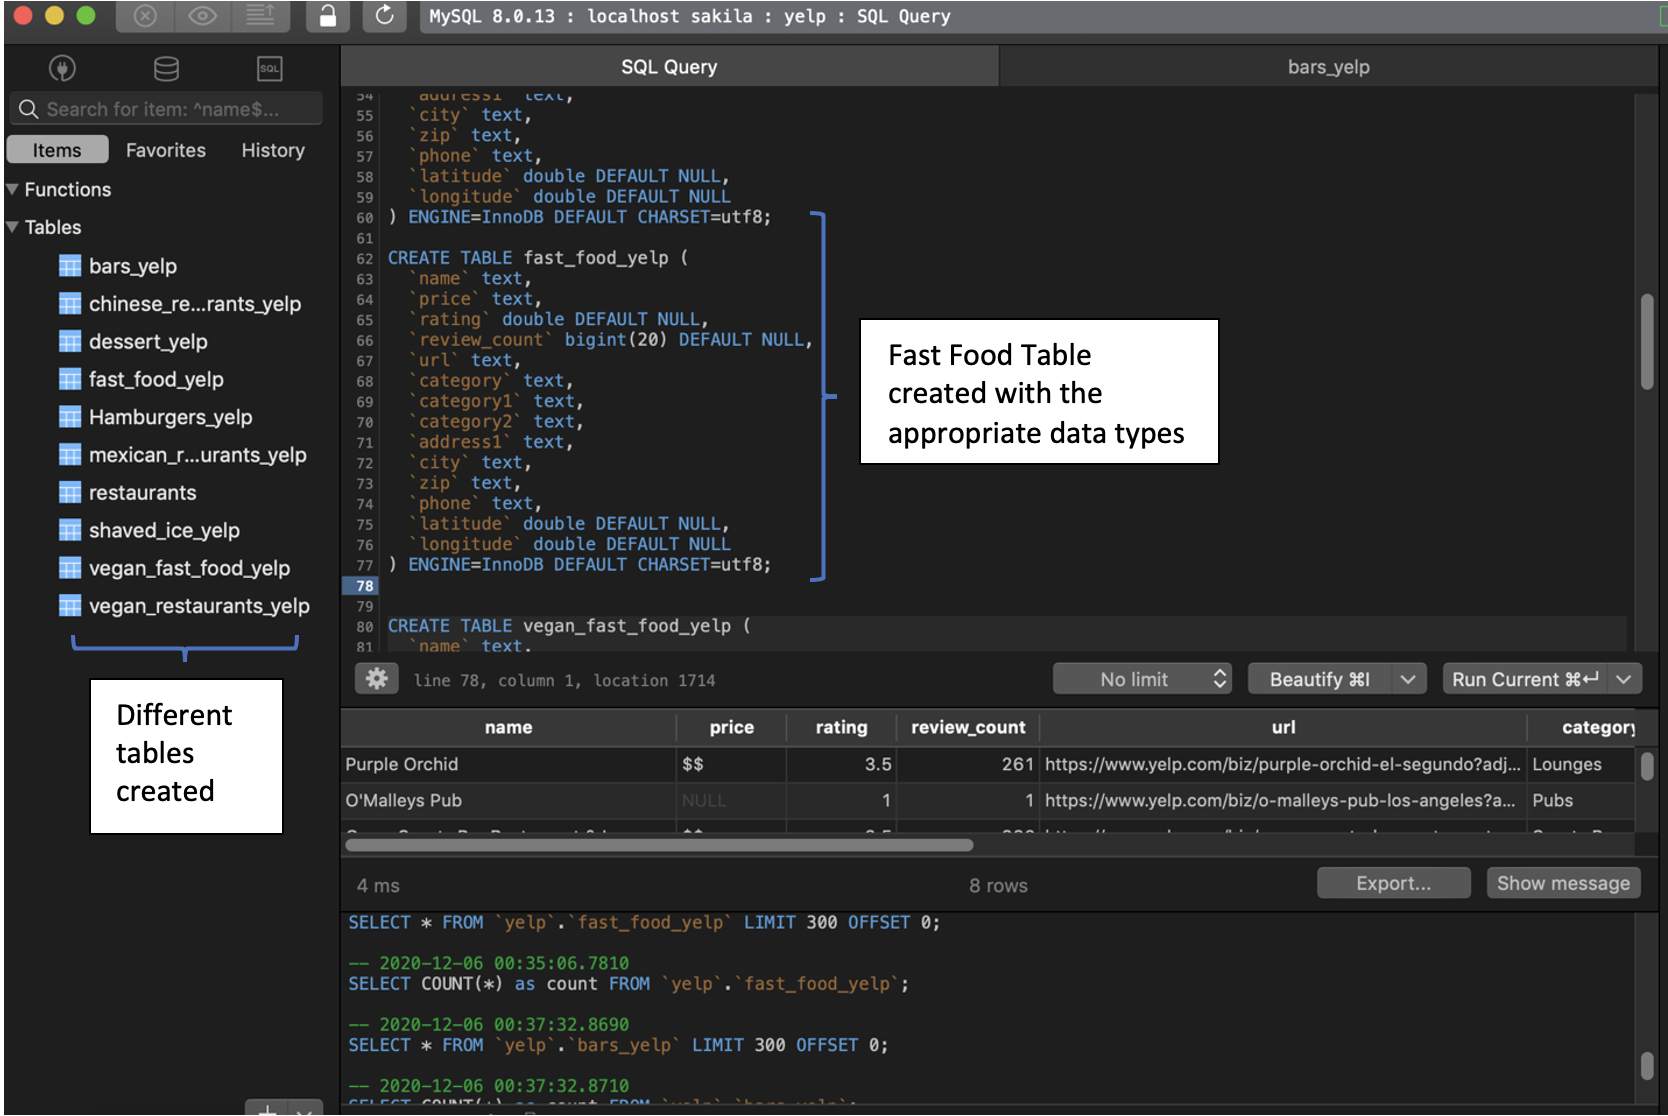 MySQL 8.0.13 : localhost sakila : yelp : SQL Query
SQL
Search for item: ^name$...
Items Favorites History
Functions
Tables
bars_yelp
chinese_re...rants_yelp
dessert_yelp
fast_food_yelp
Hamburgers_yelp
mexican_r...urants_yelp
restaurants
shaved_ice_yelp
vegan_fast_food_yelp
vegan_restaurants_yelp
Different
tables
created
SQL Query bars_yelp
54 `address1` text,
55 `city` text,
56 `zip` text,
57 `phone` text,
58 `latitude` double DEFAULT NULL,
59 `longitude` double DEFAULT NULL
60 ) ENGINE=InnoDB DEFAULT CHARSET=utf8;
61
62 CREATE TABLE fast_food_yelp (
63 `name` text,
64 `price` text,
65 `rating` double DEFAULT NULL,
66 `review_count` bigint(20) DEFAULT NULL,
67 `url` text,
68 `category` text,
69 `category1` text,
70 `category2` text,
71 `address1` text,
72 `city` text,
73 `zip` text,
74 `phone` text,
75 `latitude` double DEFAULT NULL,
76 `longitude` double DEFAULT NULL
77 ) ENGINE=InnoDB DEFAULT CHARSET=utf8;
78
79
80 CREATE TABLE vegan_fast_food_yelp (
81 `name` text,
Fast Food Table
created with the
appropriate data types
line 78, column 1, location 1714 No limit Beautify ⌘I Run Current ⌘↩
name price rating review_count url category
Purple Orchid $$ 3.5 261 https://www.yelp.com/biz/purple-orchid-el-segundo?adj... Lounges
O'Malleys Pub NULL 1 1 https://www.yelp.com/biz/o-malleys-pub-los-angeles?a... Pubs
4 ms 8 rows Export... Show message
SELECT * FROM `yelp`.`fast_food_yelp` LIMIT 300 OFFSET 0;
-- 2020-12-06 00:35:06.7810
SELECT COUNT(*) as count FROM `yelp`.`fast_food_yelp`;
-- 2020-12-06 00:37:32.8690
SELECT * FROM `yelp`.`bars_yelp` LIMIT 300 OFFSET 0;
-- 2020-12-06 00:37:32.8710
SELECT COUNT(*) as count FROM `yelp`.`bars_yelp`;